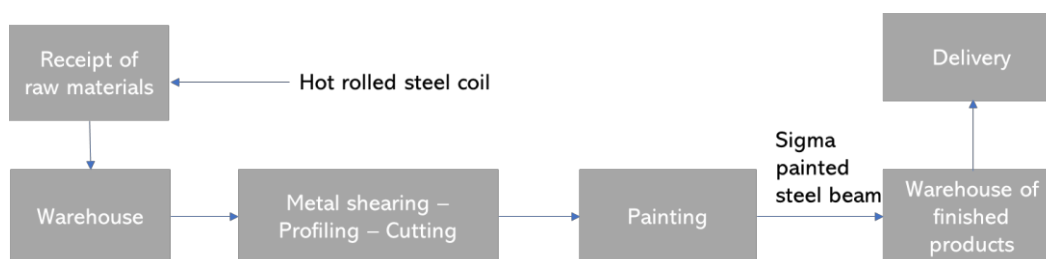 Receipt of
raw materials
Hot rolled steel coil
Delivery
Warehouse
Metal shearing –
Profiling – Cutting
Painting
Sigma
painted
steel beam
Warehouse of
finished
products